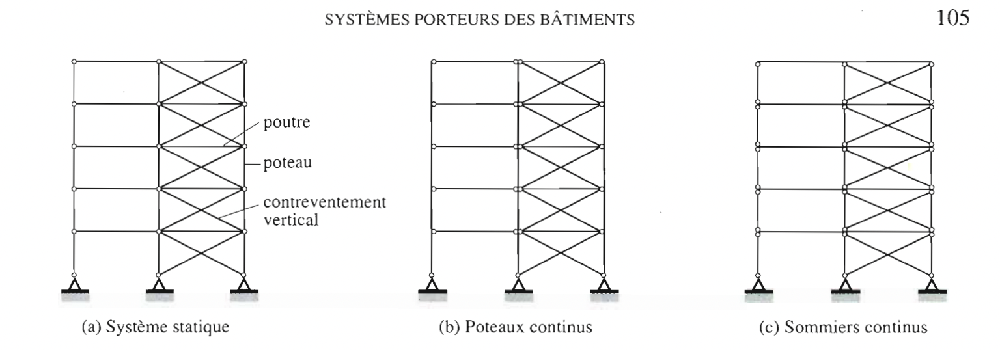 SYSTÈMES PORTEURS DES BÂTIMENTS
105
poutre
poteau
contreventement
vertical
(a) Système statique
(b) Poteaux continus
(c) Sommiers continus